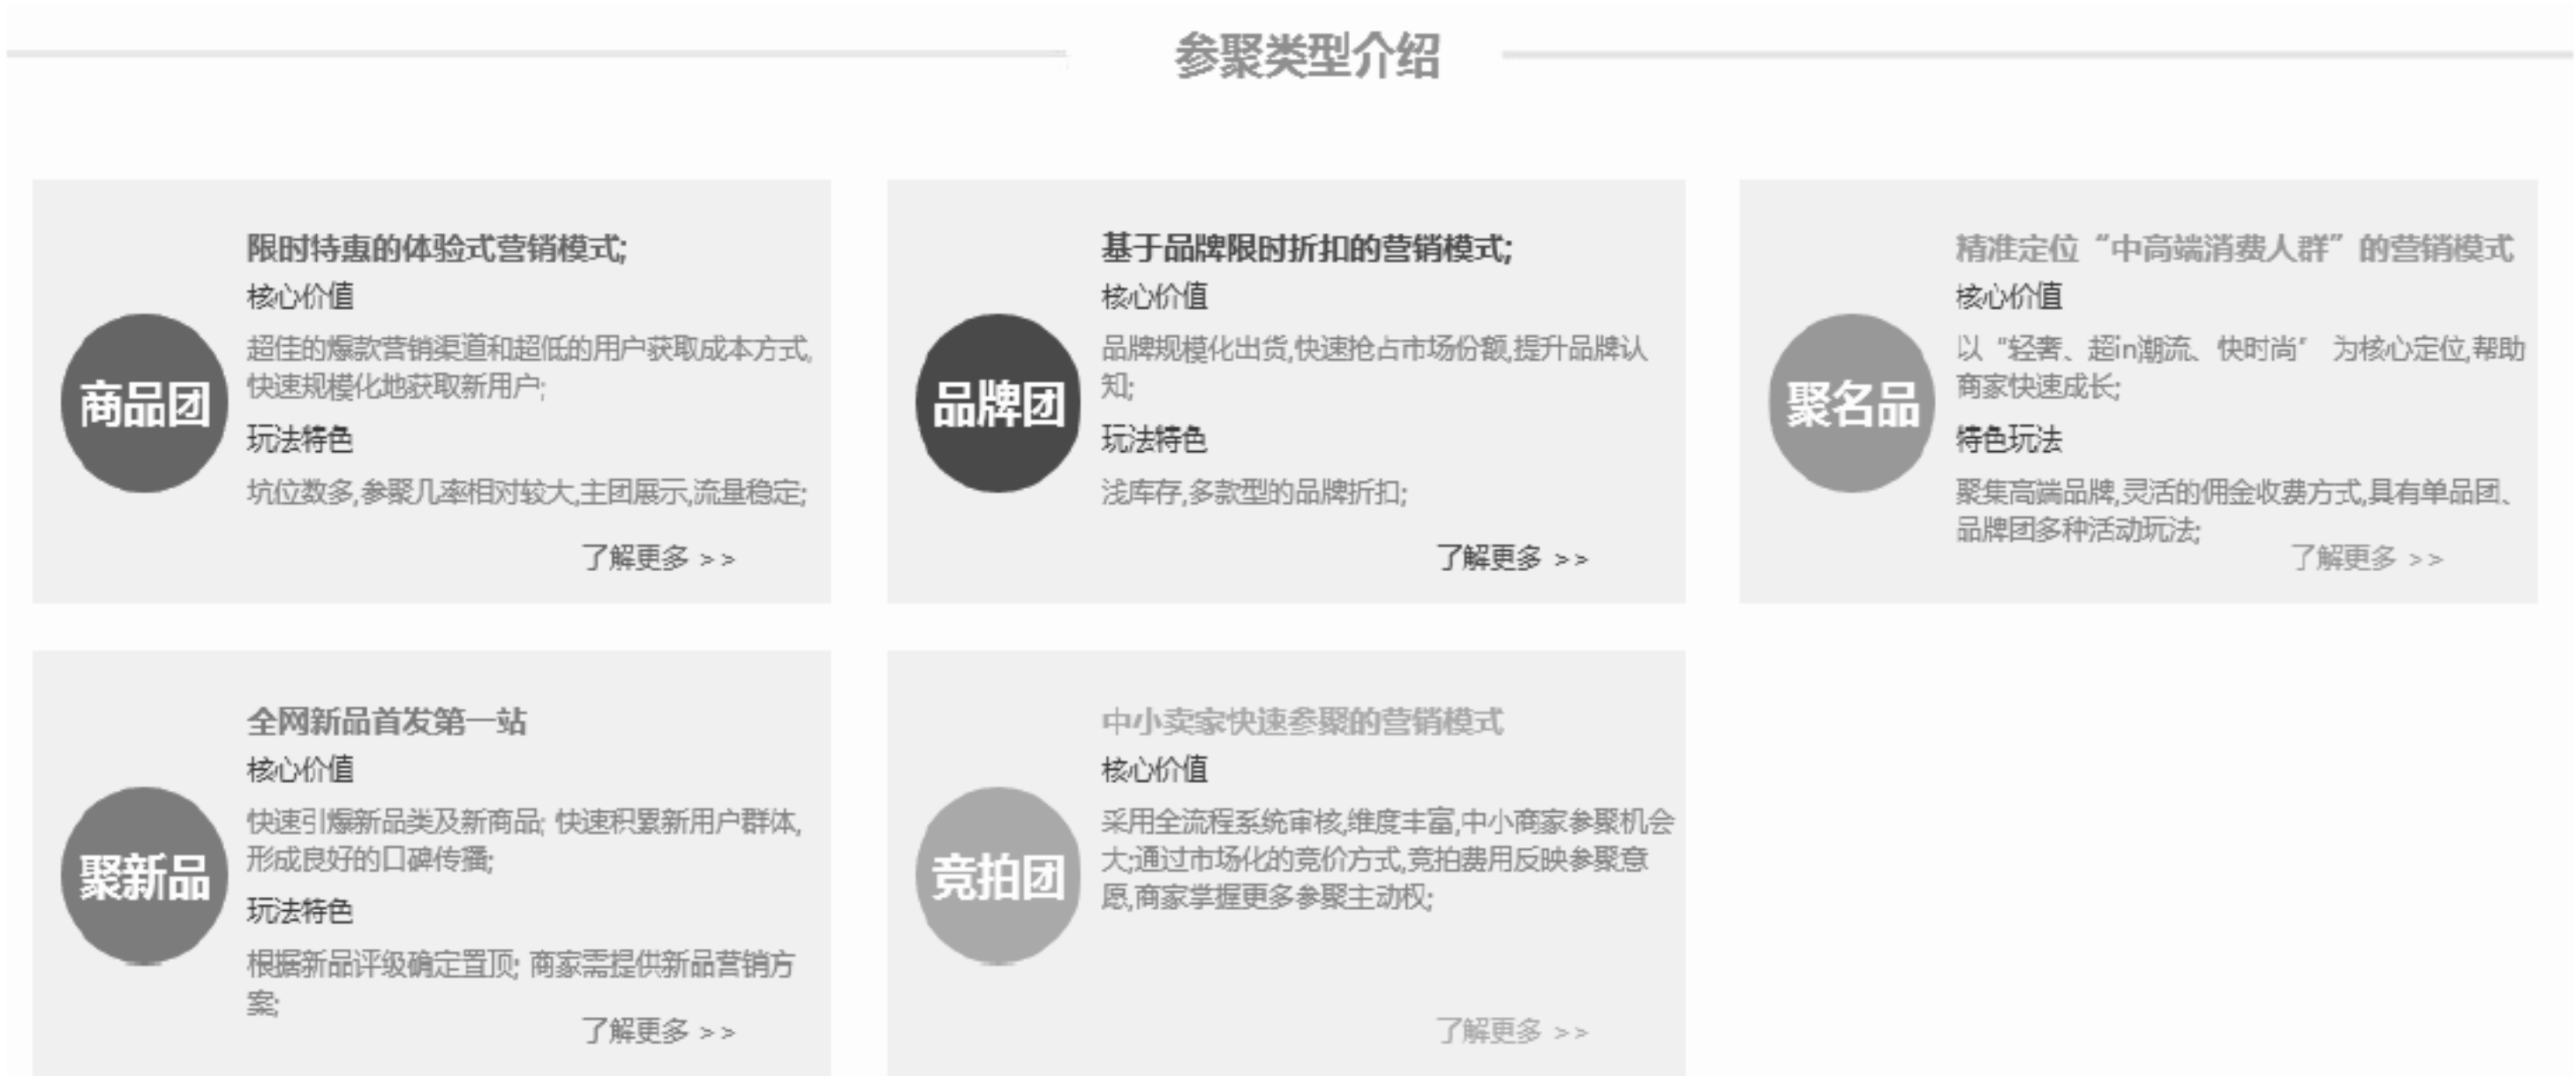 参聚类型介绍
商品团
限时特惠的体验式营销模式;
核心价值
超佳的爆款营销渠道和超低的用户获取成本方式,
快速规模化地获取新用户;
玩法特色
坑位数多,参聚几率相对较大,主团展示,流量稳定;
了解更多 >>
品牌团
基于品牌限时折扣的营销模式;
核心价值
品牌规模化出货,快速抢占市场份额,提升品牌认
知;
玩法特色
浅库存,多款型的品牌折扣;
了解更多 >>
聚名品
精准定位“中高端消费人群”的营销模式
核心价值
以“轻奢、超in潮流、快时尚” 为核心定位,帮助
商家快速成长;
特色玩法
聚集高端品牌,灵活的佣金收费方式,具有单品团、
品牌团多种活动玩法;
了解更多 >>
聚新品
全网新品首发第一站
核心价值
快速引爆新品类及新商品; 快速积累新用户群体,
形成良好的口碑传播;
玩法特色
根据新品评级确定置顶; 商家需提供新品营销方
案;
了解更多 >>
竞拍团
中小卖家快速参聚的营销模式
核心价值
采用全流程系统审核,维度丰富,中小商家参聚机会
大;通过市场化的竞价方式,竞拍费用反映参聚意
愿,商家掌握更多参聚主动权;
了解更多 >>